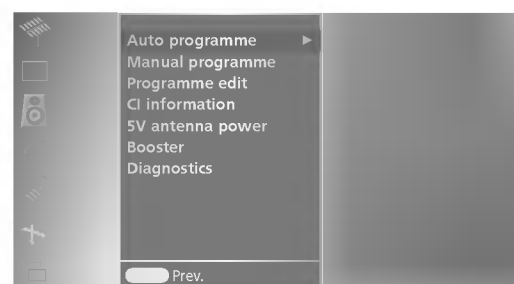 Auto programme
Manual programme
Programme edit
CI information
5V antenna power
Booster
Diagnostics
Prev.